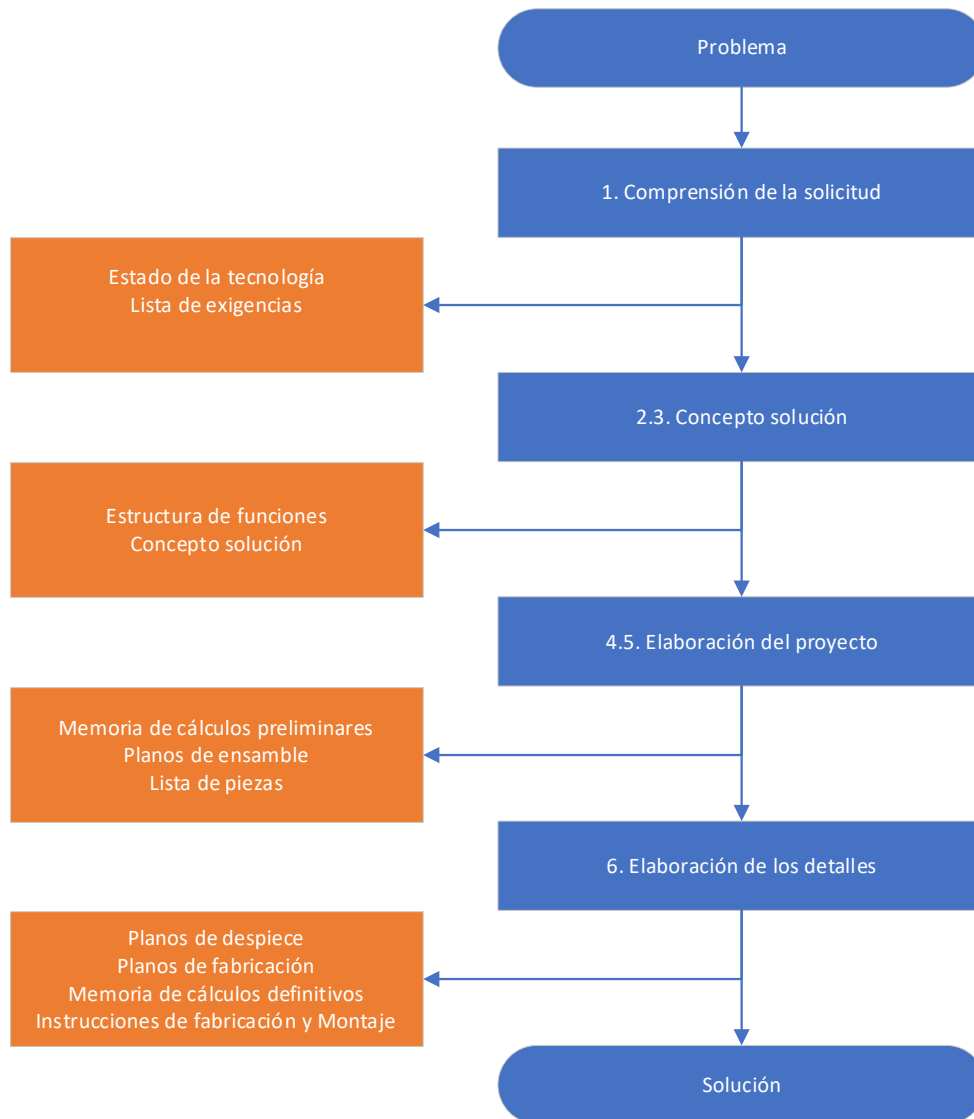 Problema
1. Comprensión de la solicitud
Estado de la tecnología
Lista de exigencias
2.3. Concepto solución
Estructura de funciones
Concepto solución
4.5. Elaboración del proyecto
Memoria de cálculos preliminares
Planos de ensamble
Lista de piezas
6. Elaboración de los detalles
Planos de despiece
Planos de fabricación
Memoria de cálculos definitivos
Instrucciones de fabricación y Montaje
Solución